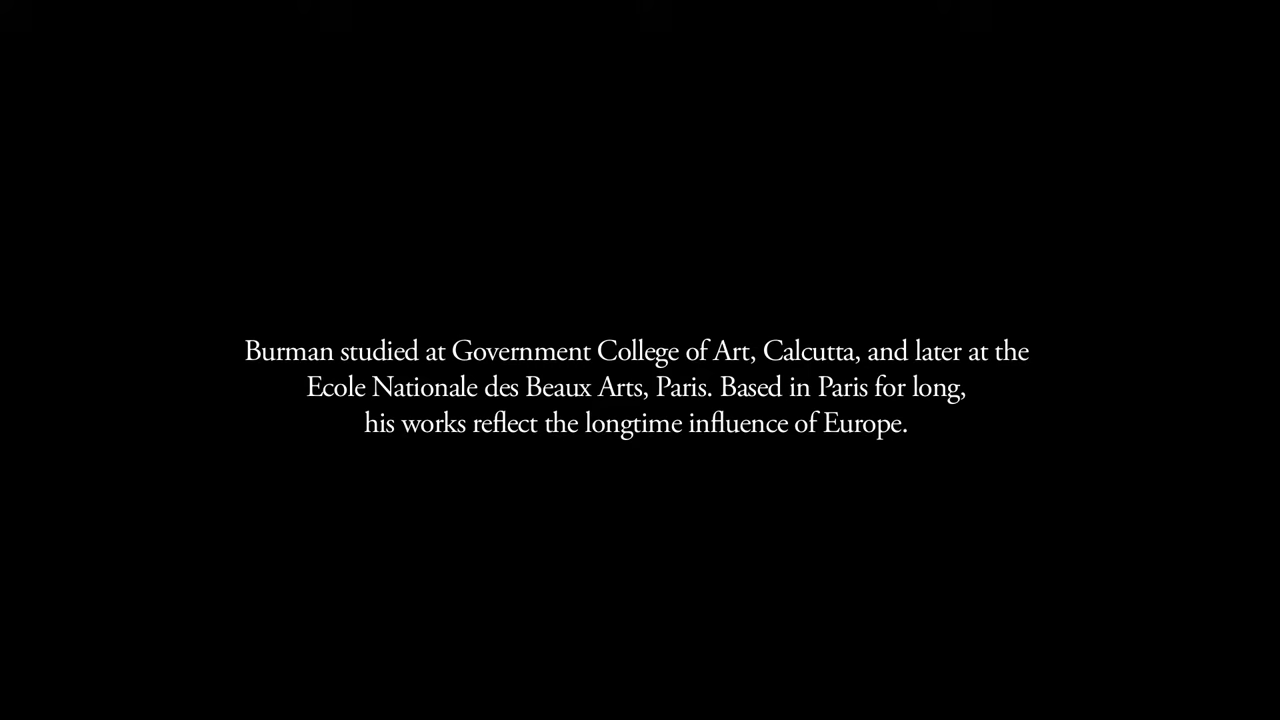 Burman studied at Government College of Art, Calcutta, and later at the
Ecole Nationale des Beaux Arts, Paris. Based in Paris for long,
his works reflect the longtime influence of Europe.